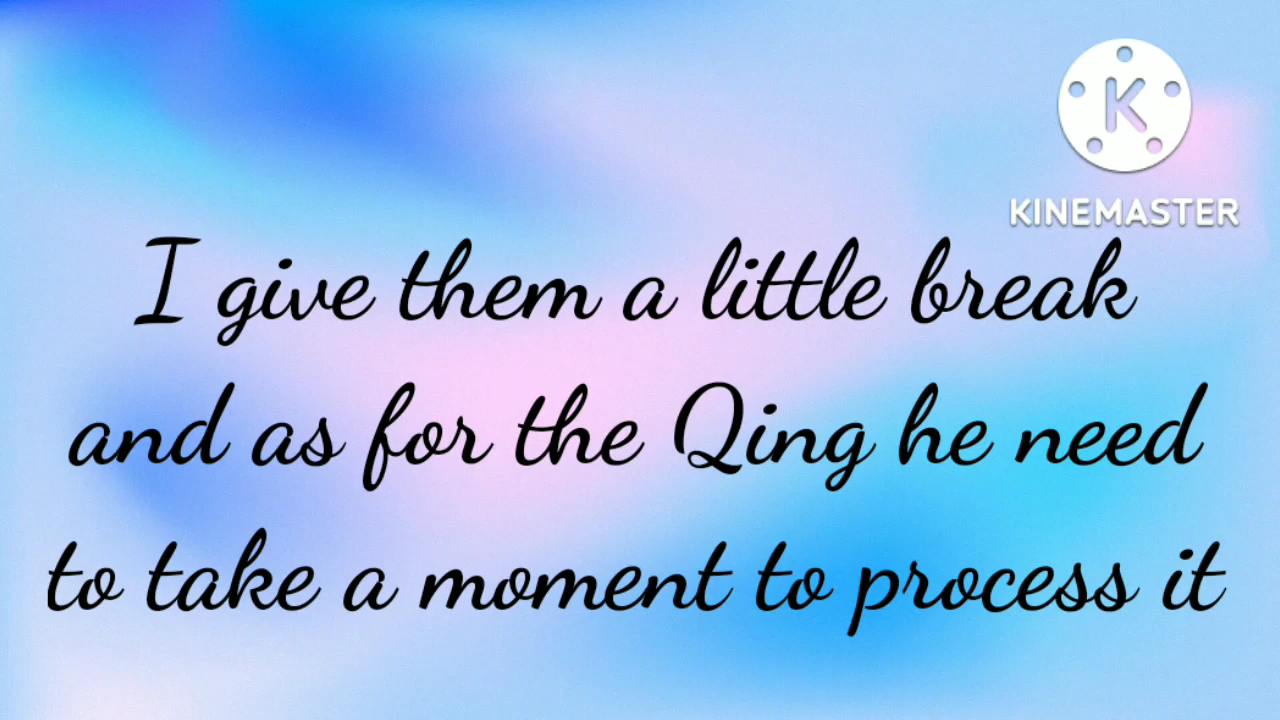 K
KINEMASTER
I give them a little break
and as for the Qing he need
to take a moment to process it